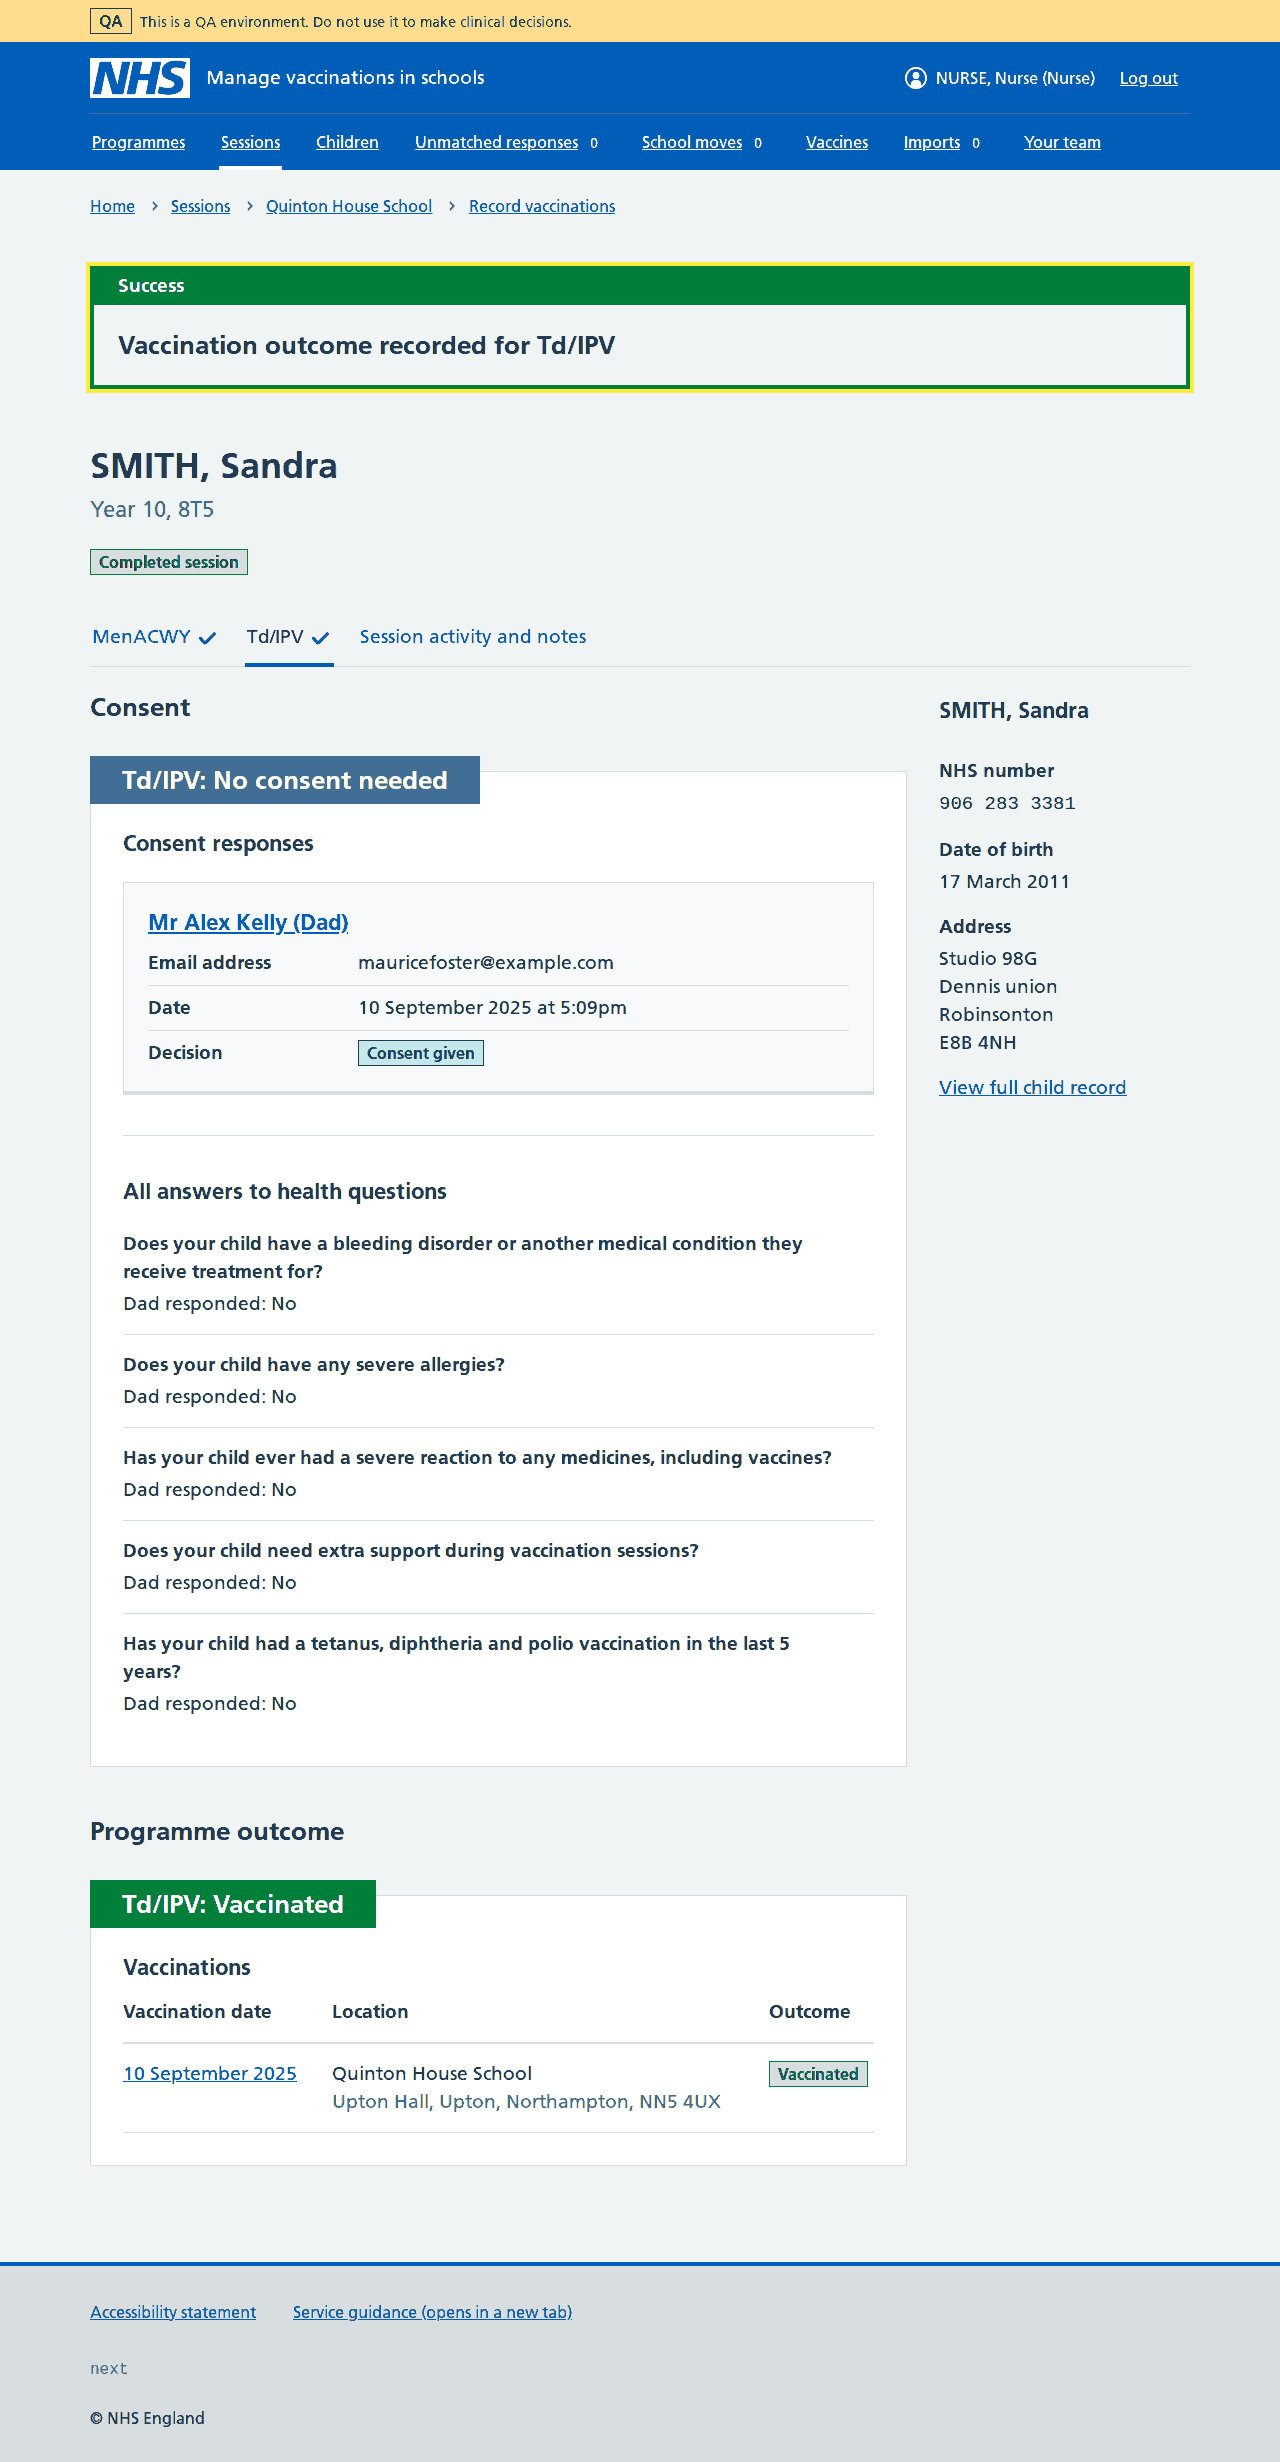 QA This is a QA environment. Do not use it to make clinical decisions.
NHS Manage vaccinations in schools NURSE, Nurse (Nurse) Log out
Programmes Sessions Children Unmatched responses 0 School moves 0 Vaccines Imports 0 Your team
Home › Sessions › Quinton House School › Record vaccinations
Success
Vaccination outcome recorded for Td/IPV
SMITH, Sandra
Year 10, 8T5
Completed session
MenACWY Td/IPV Session activity and notes
Consent
Td/IPV: No consent needed
Consent responses
Mr Alex Kelly (Dad)
Email address mauricefoster@example.com
Date 10 September 2025 at 5:09pm
Decision Consent given
All answers to health questions
Does your child have a bleeding disorder or another medical condition they
receive treatment for?
Dad responded: No
Does your child have any severe allergies?
Dad responded: No
Has your child ever had a severe reaction to any medicines, including vaccines?
Dad responded: No
Does your child need extra support during vaccination sessions?
Dad responded: No
Has your child had a tetanus, diphtheria and polio vaccination in the last 5
years?
Dad responded: No
SMITH, Sandra
NHS number
906 283 3381
Date of birth
17 March 2011
Address
Studio 98G
Dennis union
Robinsonton
E8B 4NH
View full child record
Programme outcome
Td/IPV: Vaccinated
Vaccinations
Vaccination date Location Outcome
10 September 2025 Quinton House School Vaccinated
Upton Hall, Upton, Northampton, NN5 4UX
Accessibility statement Service guidance (opens in a new tab)
next
© NHS England